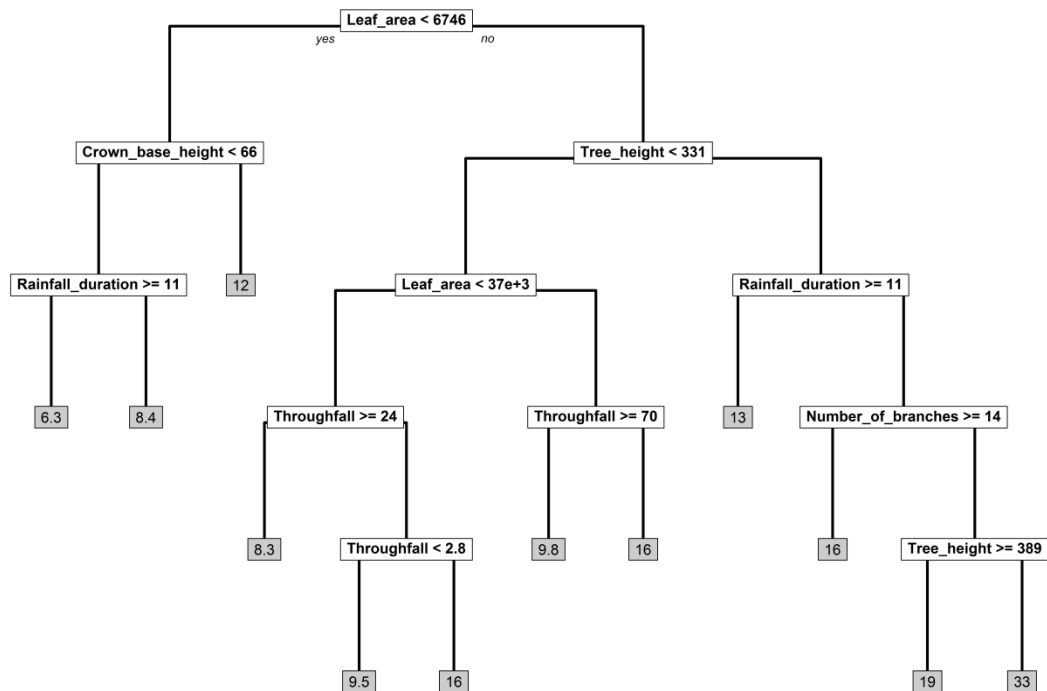 Leaf_area < 6746
yes no
Crown_base_height < 66 Tree_height < 331
Rainfall_duration >= 11 12 Leaf_area < 37e+3 Rainfall_duration >= 11
6.3 8.4 Throughfall >= 24 Throughfall >= 70 13 Number_of_branches >= 14
8.3 Throughfall < 2.8 9.8 16 16 Tree_height >= 389
9.5 16 19 33